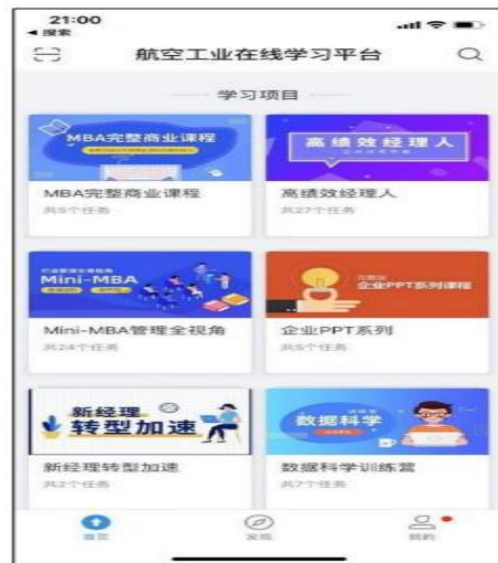 21:00
搜索
航空工业在线学习平台
学习项目
MBA完整商业课程
高绩效经理人
MBA完整商业课程
高绩效经理人
共5个任务
共27个任务
Mini-MBA
完整版
企业PPT系列课程
Mini-MBA管理全视角
企业PPT系列
共24个任务
共5个任务
新经理
转型加速
数据科学
新经理转型加速
数据科学训练营
共2个任务
共7个任务
首页
发现
我的